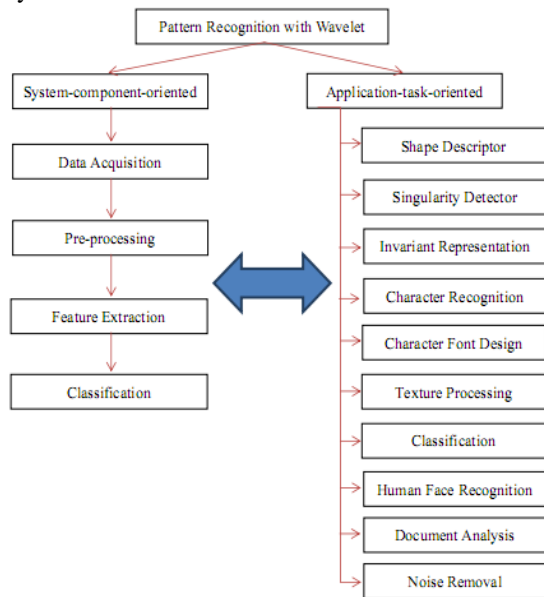 Pattern Recognition with Wavelet
System-component-oriented
Application-task-oriented
Data Acquisition
Pre-processing
Feature Extraction
Classification
Shape Descriptor
Singularity Detector
Invariant Representation
Character Recognition
Character Font Design
Texture Processing
Classification
Human Face Recognition
Document Analysis
Noise Removal